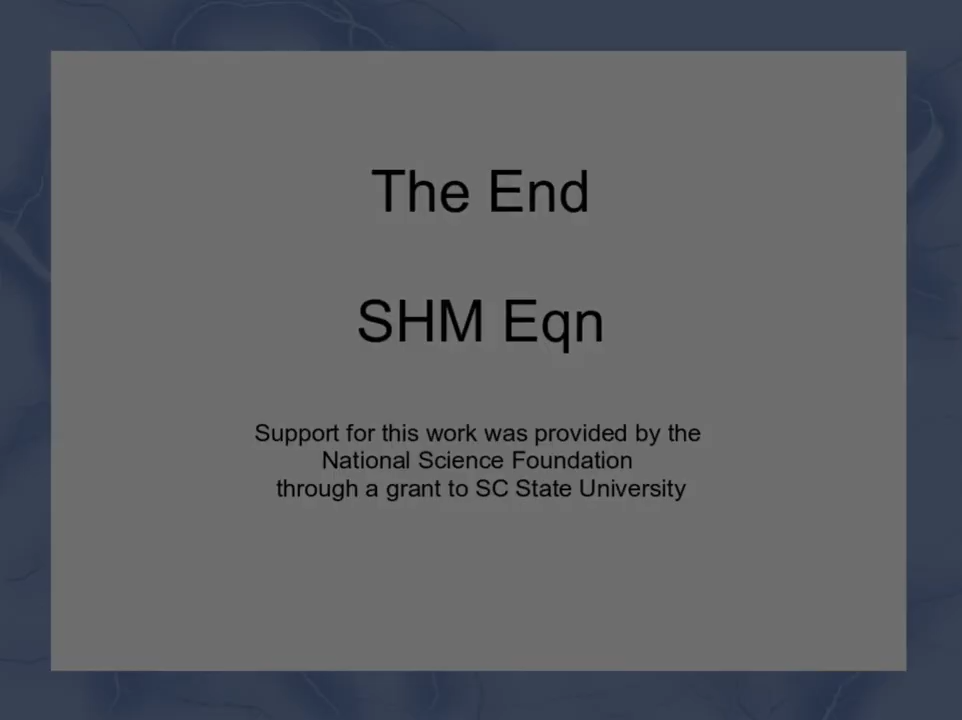 The End
SHM Eqn
Support for this work was provided by the
National Science Foundation
through a grant to SC State University